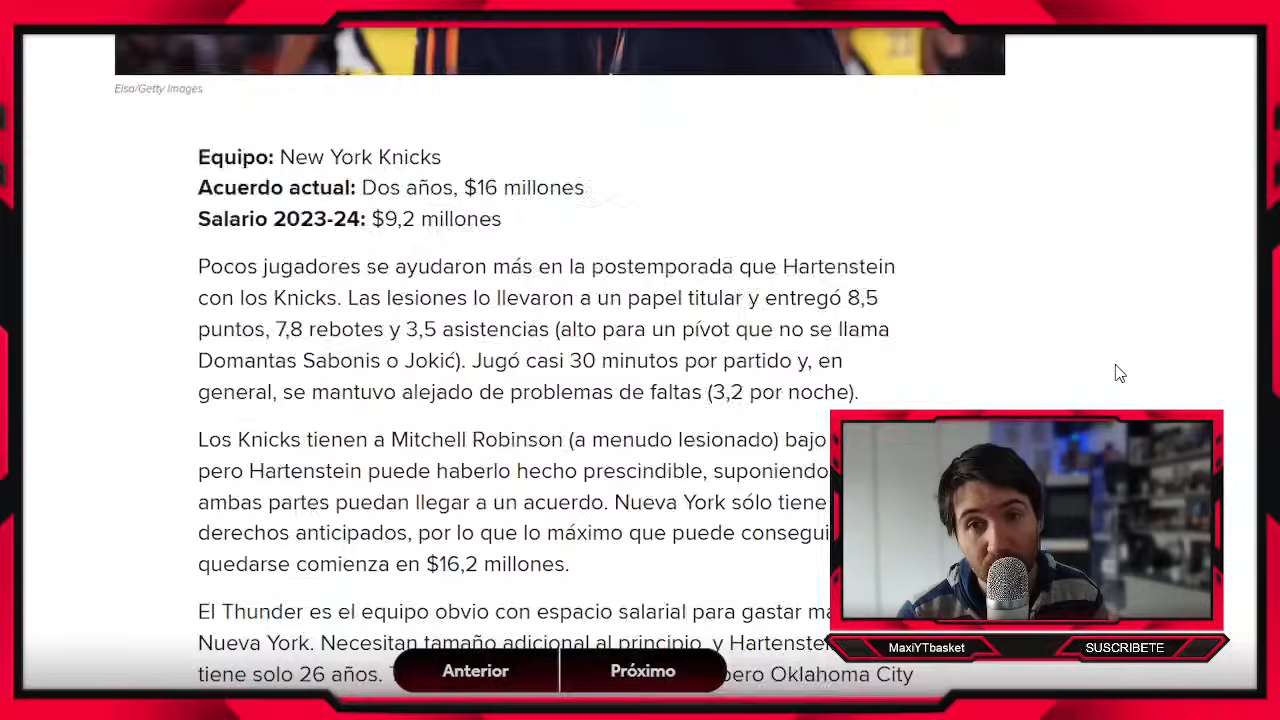 Elsa/Getty Images
Equipo: New York Knicks
Acuerdo actual: Dos años, $16 millones
Salario 2023-24: $9,2 millones
Pocos jugadores se ayudaron más en la postemporada que Hartenstein
con los Knicks. Las lesiones lo llevaron a un papel titular y entregó 8,5
puntos, 7,8 rebotes y 3,5 asistencias (alto para un pívot que no se llama
Domantas Sabonis o Jokić). Jugó casi 30 minutos por partido y, en
general, se mantuvo alejado de problemas de faltas (3,2 por noche).
Los Knicks tienen a Mitchell Robinson (a menudo lesionado) bajo
pero Hartenstein puede haberlo hecho prescindible, suponiendo
ambas partes puedan llegar a un acuerdo. Nueva York sólo tiene
derechos anticipados, por lo que lo máximo que puede consegui
quedarse comienza en $16,2 millones.
El Thunder es el equipo obvio con espacio salarial para gastar
Nueva York. Necesitan tamaño adicional al principio, y Hartenste
tiene solo 26 años. pero Oklahoma City
Anterior
Próximo
MaxiYTbasket
SUSCRIBETE